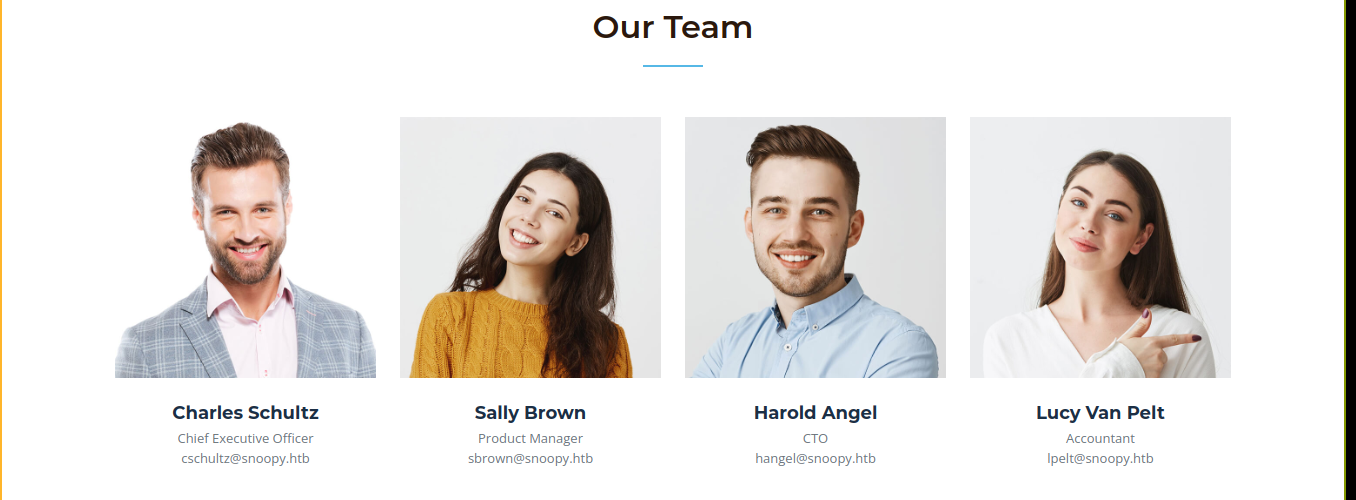 Our Team
Charles Schultz
Chief Executive Officer
cschultz@snoopy.htb
Sally Brown
Product Manager
sbrown@snoopy.htb
Harold Angel
CTO
hangel@snoopy.htb
Lucy Van Pelt
Accountant
lpelt@snoopy.htb